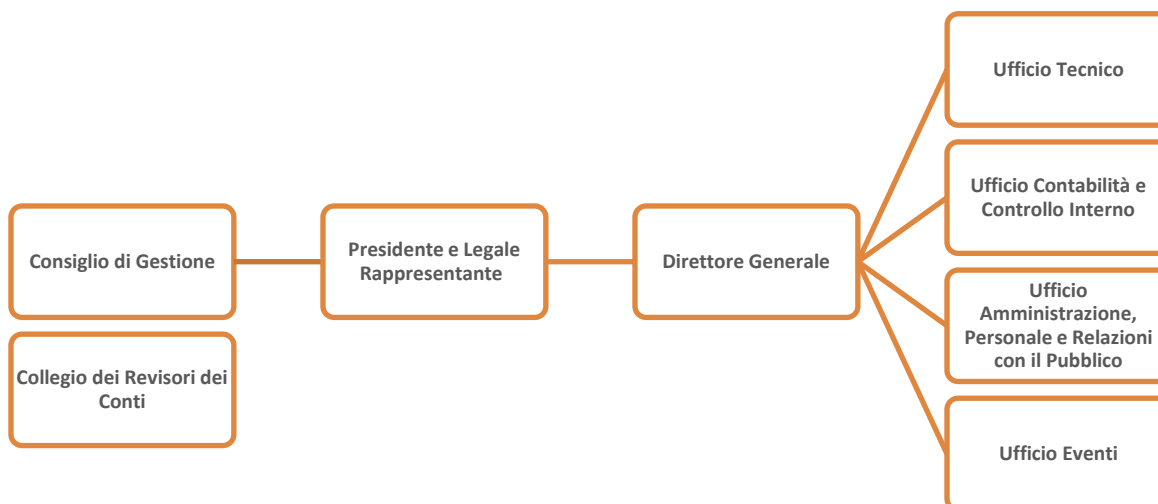 Consiglio di Gestione
Collegio dei Revisori dei
Conti
Presidente e Legale
Rappresentante
Direttore Generale
Ufficio Tecnico
Ufficio Contabilità e
Controllo Interno
Ufficio
Amministrazione,
Personale e Relazioni
con il Pubblico
Ufficio Eventi